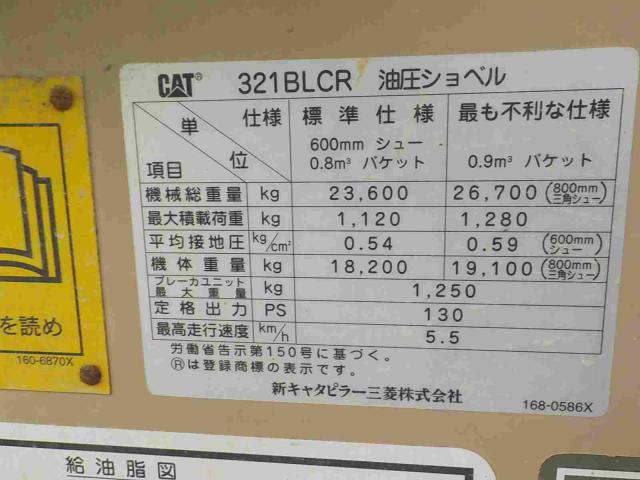 CAT® 321BLCR 油圧ショベル
単位 仕様 標準仕様 最も不利な仕様
項目 600mm シュー 0.8m³ バケット 0.9m³ バケット
機械総重量 kg 23,600 26,700 (800mm 三角シュー)
最大積載荷重 kg 1,120 1,280
平均接地圧 kg/cm² 0.54 0.59 (600mm シュー)
機体重量 kg 18,200 19,100 (800mm 三角シュー)
ブレーカユニット最大重量 kg 1,250
定格出力 PS 130
最高走行速度 km/h 5.5
労働省告示第150号に基づく。
Ⓡは登録商標の表示です。
新キャタピラー三菱株式会社
168-0586X
を読め
160-6870X
給油脂図